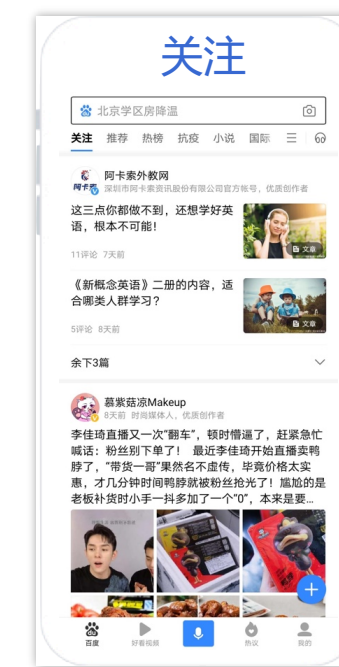 关注
北京学区房降温
关注 推荐 热榜 抗疫 小说 国际
阿卡索外教网
深圳市阿卡索资讯股份有限公司官方帐号，优质创作者
这三点你都做不到，还想学好英
语，根本不可能！
文章
11评论 7天前
《新概念英语》二册的内容，适
合哪类人群学习？
文章
5评论 8天前
余下3篇
慕紫菇凉Makeup
8天前 时尚媒体人，优质创作者
李佳琦直播又一次“翻车”，顿时懵逼了，赶紧急忙
喊话：粉丝别下单了！ 最近李佳琦开始直播卖鸭
脖了，“带货一哥”果然名不虚传，毕竟价格太实
惠，才几分钟时间鸭脖就被粉丝抢光了！尴尬的是
老板补货时小手一抖多加了一个“0”，本来是要...
百度 好看视频 热议 我的